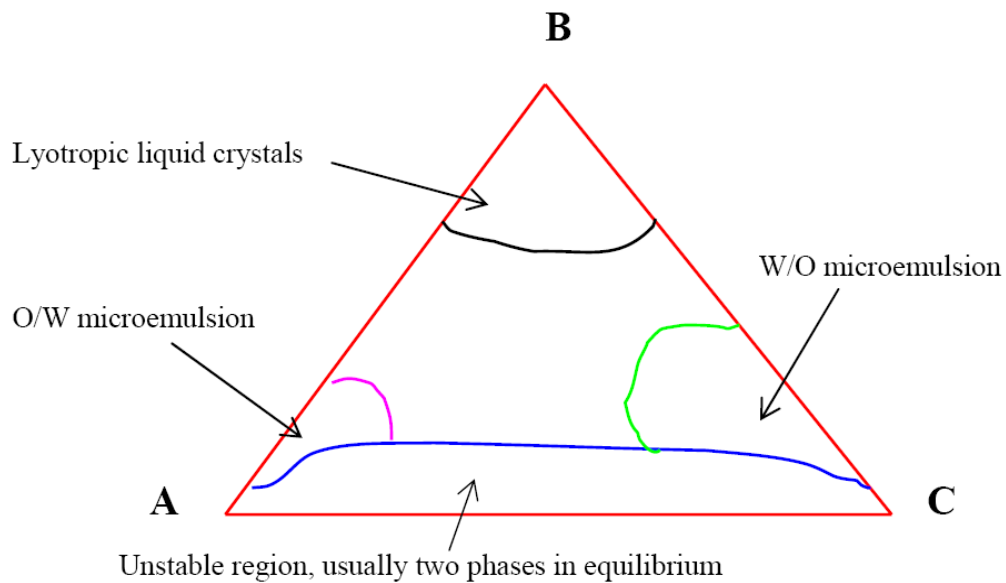 B
Lyotropic liquid crystals
W/O microemulsion
O/W microemulsion
A
C
Unstable region, usually two phases in equilibrium